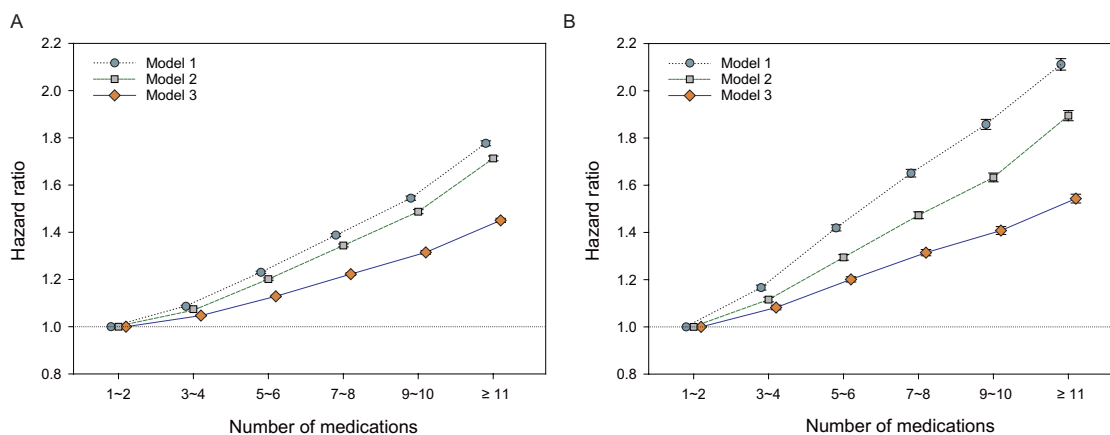 A
2.2
2.0
1.8
1.6
1.4
1.2
1.0
0.8
Hazard ratio
Model 1
Model 2
Model 3
1~2
3~4
5~6
7~8
9~10
≥ 11
Number of medications
B
2.2
2.0
1.8
1.6
1.4
1.2
1.0
0.8
Hazard ratio
Model 1
Model 2
Model 3
1~2
3~4
5~6
7~8
9~10
≥ 11
Number of medications